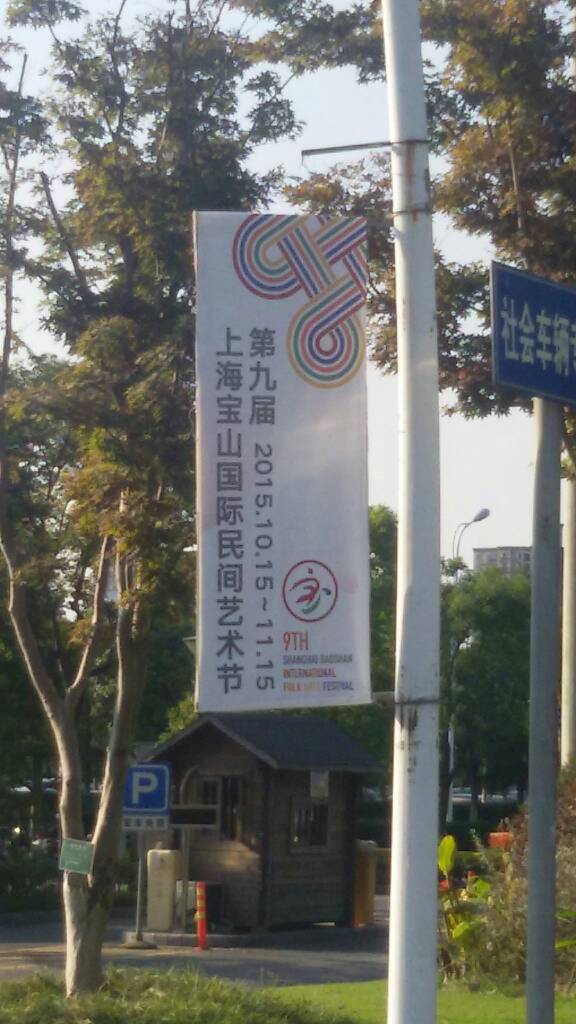 第九届 2015.10.15~11.15
上海宝山国际民间艺术节
9TH
SHANGHAI BAOSHAN
INTERNATIONAL
FOLK ARTS FESTIVAL
社会车辆
P